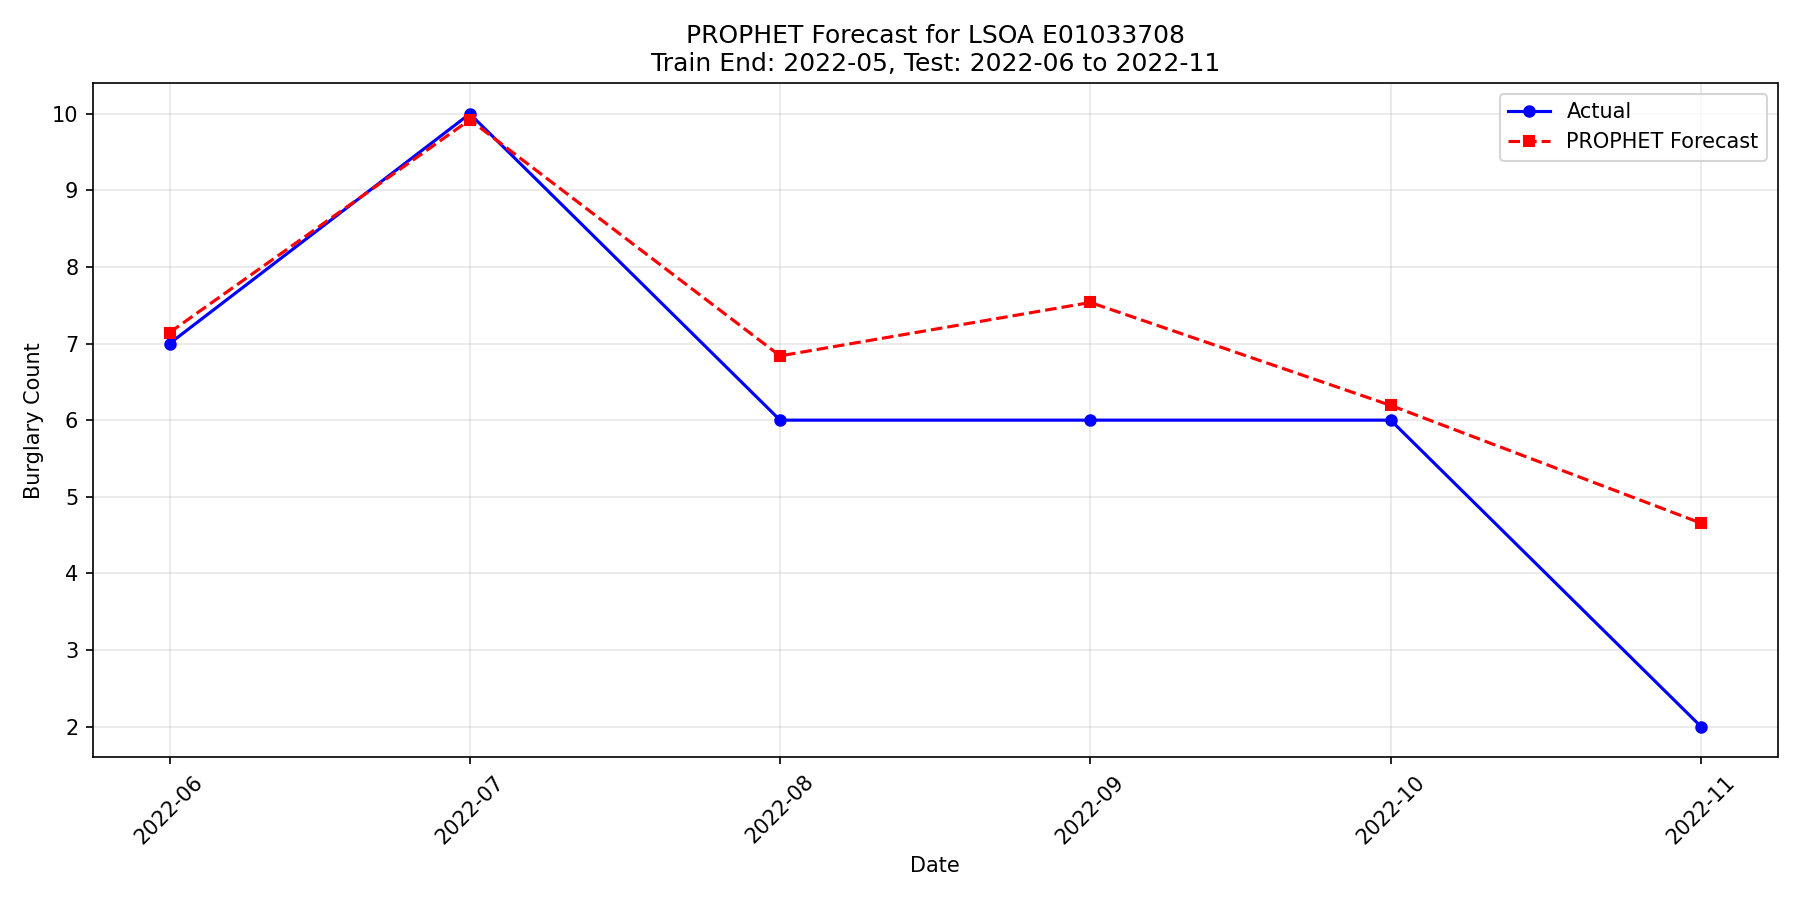 PROPHET Forecast for LSOA E01033708
Train End: 2022-05, Test: 2022-06 to 2022-11
Actual
PROPHET Forecast
Burglary Count
10
9
8
7
6
5
4
3
2
2022-06
2022-07
2022-08
2022-09
2022-10
2022-11
Date